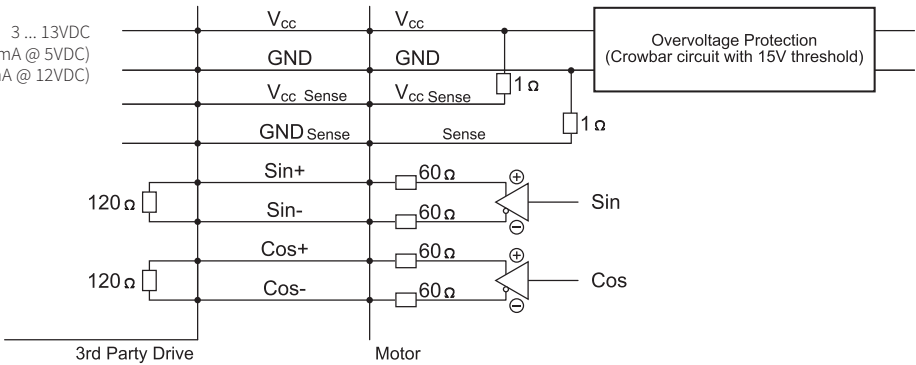 3 ... 13VDC
mA @ 5VDC)
A @ 12VDC)
Vcc
Vcc
GND
GND
Vcc Sense
Vcc Sense
GND Sense
Sense
1 Ω
1 Ω
Overvoltage Protection
(Crowbar circuit with 15V threshold)
Sin+
60 Ω
120 Ω
Sin-
60 Ω
Sin
Cos+
60 Ω
120 Ω
Cos-
60 Ω
Cos
3rd Party Drive
Motor